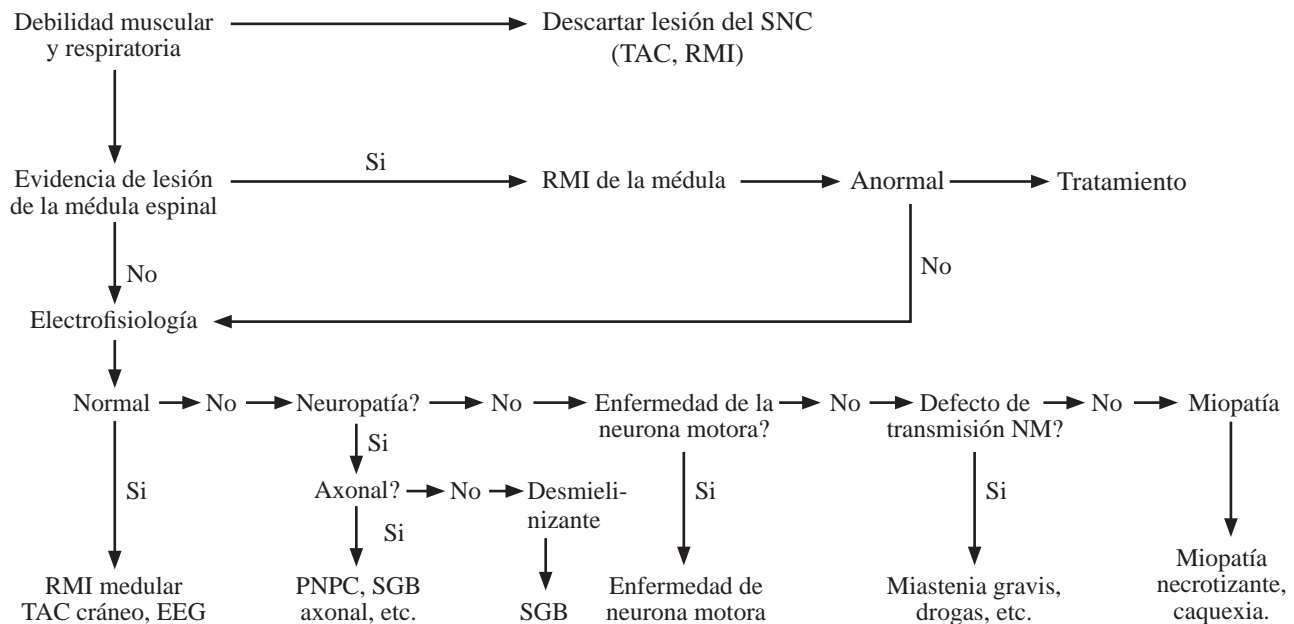 Debilidad muscular
y respiratoria
Descartar lesión del SNC
(TAC, RMI)
Si
Evidencia de lesión
de la médula espinal
RMI de la médula
Anormal
Tratamiento
No
No
Electrofisiología
Normal
No
Neuropatía?
No
Enfermedad de la
neurona motora?
No
Defecto de
transmisión NM?
No
Miopatía
Si
Si
Axonal?
No
Desmieli-
nizante
Si
Si
Si
RMI medular
TAC cráneo, EEG
PNPC, SGB
axonal, etc.
SGB
Enfermedad de
neurona motora
Miastenia gravis,
drogas, etc.
Miopatía
necrotizante,
caquexia.